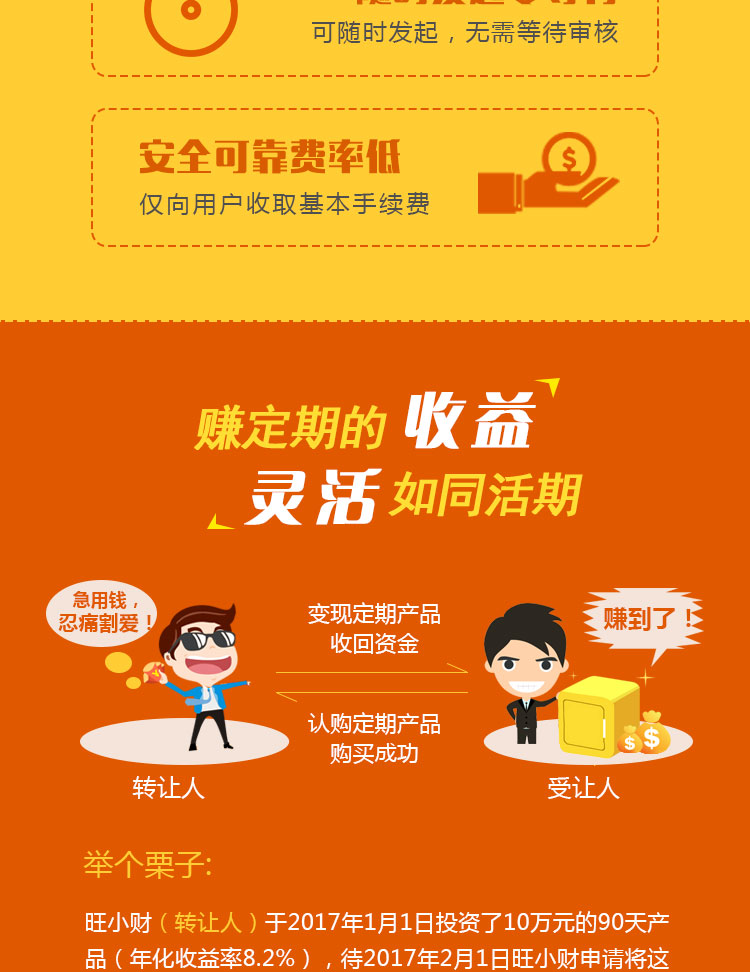 可随时发起，无需等待审核
安全可靠费率低
仅向用户收取基本手续费
赚定期的 收益
灵活 如同活期
急用钱，
忍痛割爱！
变现定期产品
收回资金
赚到了！
认购定期产品
购买成功
转让人
受让人
举个栗子:
旺小财（转让人）于2017年1月1日投资了10万元的90天产
品（年化收益率8.2%），待2017年2月1日旺小财申请将这